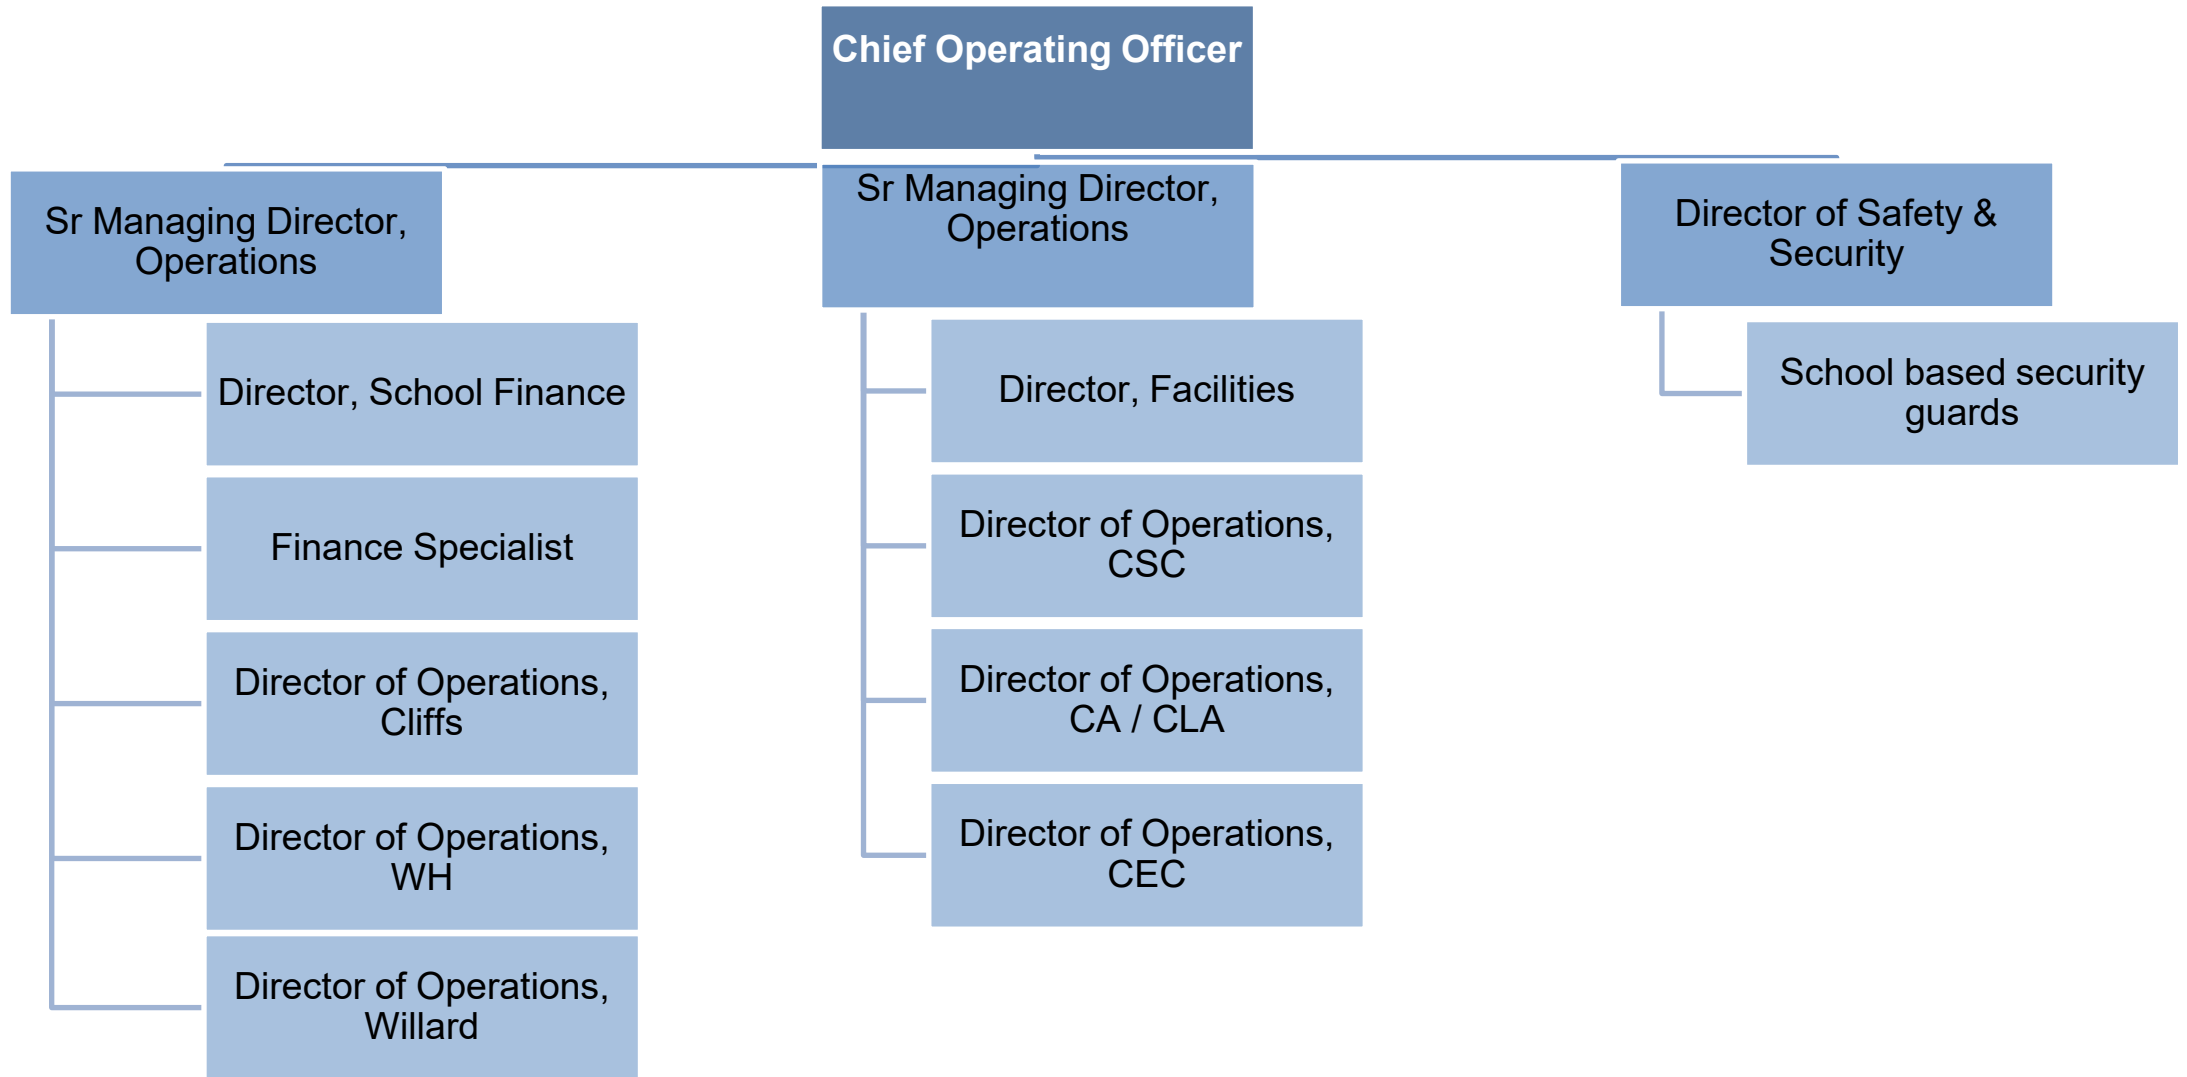 Chief Operating Officer
Sr Managing Director,
Operations
Director, School Finance
Finance Specialist
Director of Operations,
Cliffs
Director of Operations,
WH
Director of Operations,
Willard
Sr Managing Director,
Operations
Director, Facilities
Director of Operations,
CSC
Director of Operations,
CA / CLA
Director of Operations,
CEC
Director of Safety &
Security
School based security
guards